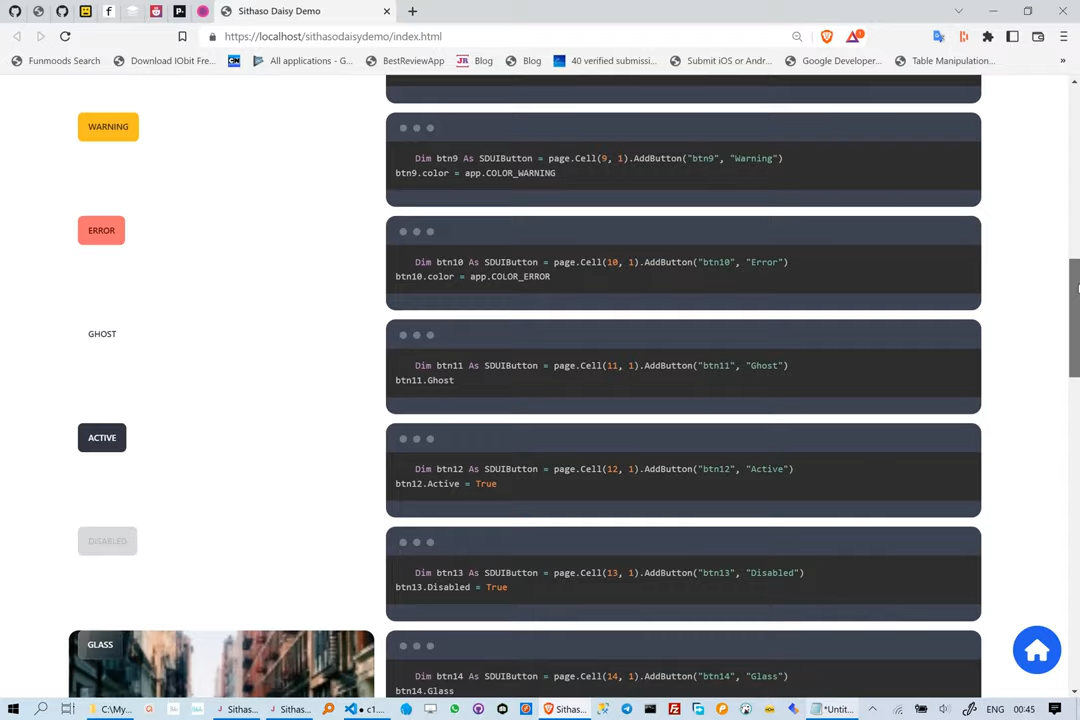 Sithaso Daisy Demo
https://localhost/sithasodaisydemo/index.html
Funmoods Search
Download IObit Fre...
All applications - G...
BestReviewApp
Blog
Blog
40 verified submissi...
Submit iOS or Andr...
Google Developer...
Table Manipulation...
»
WARNING
Dim btn9 As SDUIButton = page.Cell(9, 1).AddButton("btn9", "Warning")
btn9.color = app.COLOR_WARNING
ERROR
Dim btn10 As SDUIButton = page.Cell(10, 1).AddButton("btn10", "Error")
btn10.color = app.COLOR_ERROR
GHOST
Dim btn11 As SDUIButton = page.Cell(11, 1).AddButton("btn11", "Ghost")
btn11.Ghost
ACTIVE
Dim btn12 As SDUIButton = page.Cell(12, 1).AddButton("btn12", "Active")
btn12.Active = True
DISABLED
Dim btn13 As SDUIButton = page.Cell(13, 1).AddButton("btn13", "Disabled")
btn13.Disabled = True
GLASS
Dim btn14 As SDUIButton = page.Cell(14, 1).AddButton("btn14", "Glass")
btn14.Glass
C:\My...
Sithas...
Sithas...
c1...
Sithas...
*Untit...
ENG
00:45